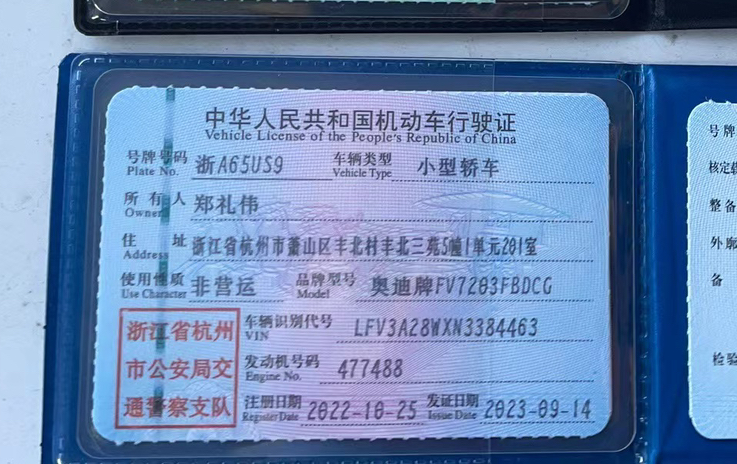 中华人民共和国机动车行驶证
Vehicle License of the People's Republic of China
号牌号码 浙A65US9 车辆类型 小型轿车
Plate No. Vehicle Type
所有人 郑礼伟
Owner
住址 浙江省杭州市萧山区丰北村丰北三苑5幢1单元201室
Address
使用性质 非营运 品牌型号 奥迪牌FV7203FBDCG
Use Character Model
浙江省杭州
市公安局交
通警察支队
车辆识别代号 LFV3A28WXN3384463
VIN
发动机号码 477488
Engine No.
注册日期 2022-10-25 发证日期 2023-09-14
Register Date Issue Date
号牌
核定载
整备
外廓
备
检验